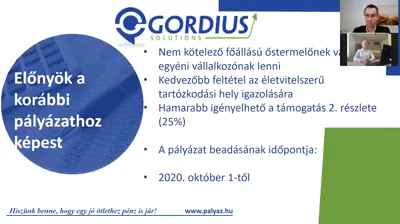 GORDIUS
SOLUTIONS
Előnyök a
korábbi
pályázathoz
képest
• Nem kötelező főállású őstermelőnek
egyéni vállalkozónak lenni
• Kedvezőbb feltétel az életvitelszerű
tartózkodási hely igazolására
• Hamarabb igényelhető a támogatás 2. részlete
(25%)
• A pályázat beadásának időpontja:
• 2020. október 1-től
Hiszünk benne, hogy egy jó ötlethez pénz is jár!
www.palyaz.hu